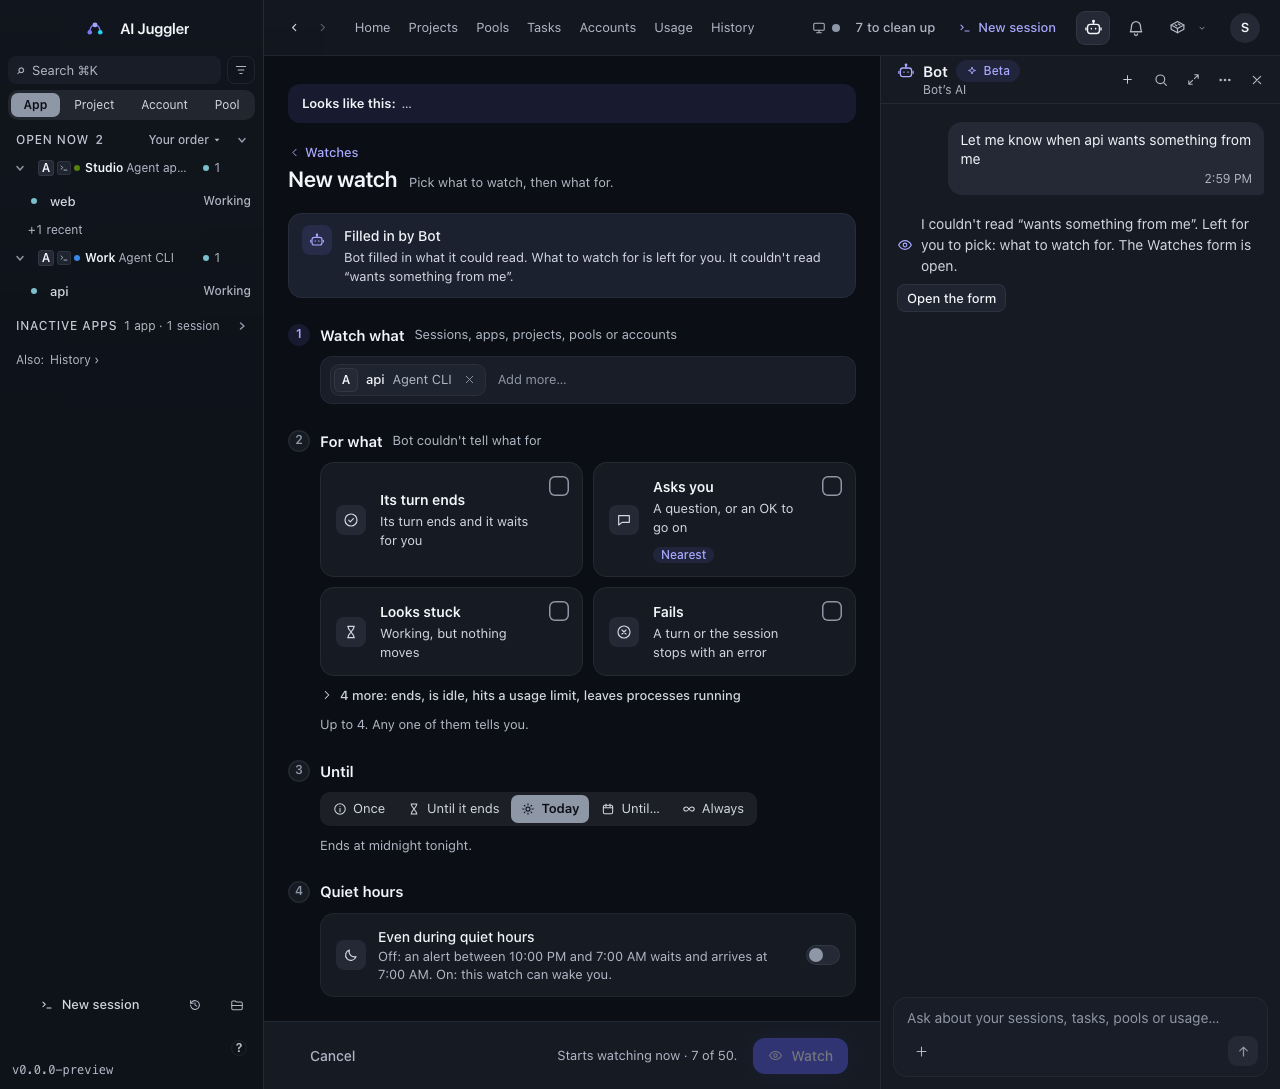 AI Juggler
Search ⌘K
App Project Account Pool
OPEN NOW 2 Your order
A Studio Agent ap... 1
web Working
+1 recent
A Work Agent CLI 1
api Working
INACTIVE APPS 1 app · 1 session
Also: History ›
New session
?
v0.0.0-preview
Home Projects Pools Tasks Accounts Usage History
7 to clean up
New session
S
Looks like this: ...
Watches
New watch Pick what to watch, then what for.
Filled in by Bot
Bot filled in what it could read. What to watch for is left for you. It couldn't read
“wants something from me”.
1 Watch what Sessions, apps, projects, pools or accounts
A api Agent CLI Add more...
2 For what Bot couldn't tell what for
Its turn ends
Its turn ends and it waits
for you
Asks you
A question, or an OK to
go on
Nearest
Looks stuck
Working, but nothing
moves
Fails
A turn or the session
stops with an error
4 more: ends, is idle, hits a usage limit, leaves processes running
Up to 4. Any one of them tells you.
3 Until
Once Until it ends Today Until... Always
Ends at midnight tonight.
4 Quiet hours
Even during quiet hours
Off: an alert between 10:00 PM and 7:00 AM waits and arrives at
7:00 AM. On: this watch can wake you.
Cancel Starts watching now · 7 of 50. Watch
Bot Beta
Bot's AI
Let me know when api wants something from
me
2:59 PM
I couldn't read “wants something from me”. Left for
you to pick: what to watch for. The Watches form is
open.
Open the form
Ask about your sessions, tasks, pools or usage...